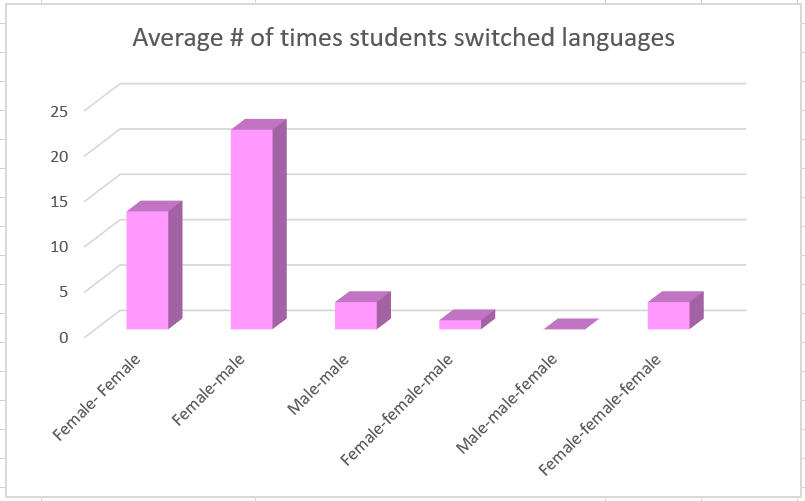 Average # of times students switched languages
25
20
15
10
5
0
Female- Female
Female-male
Male-male
Female-female-male
Male-male-female
Female-female-female